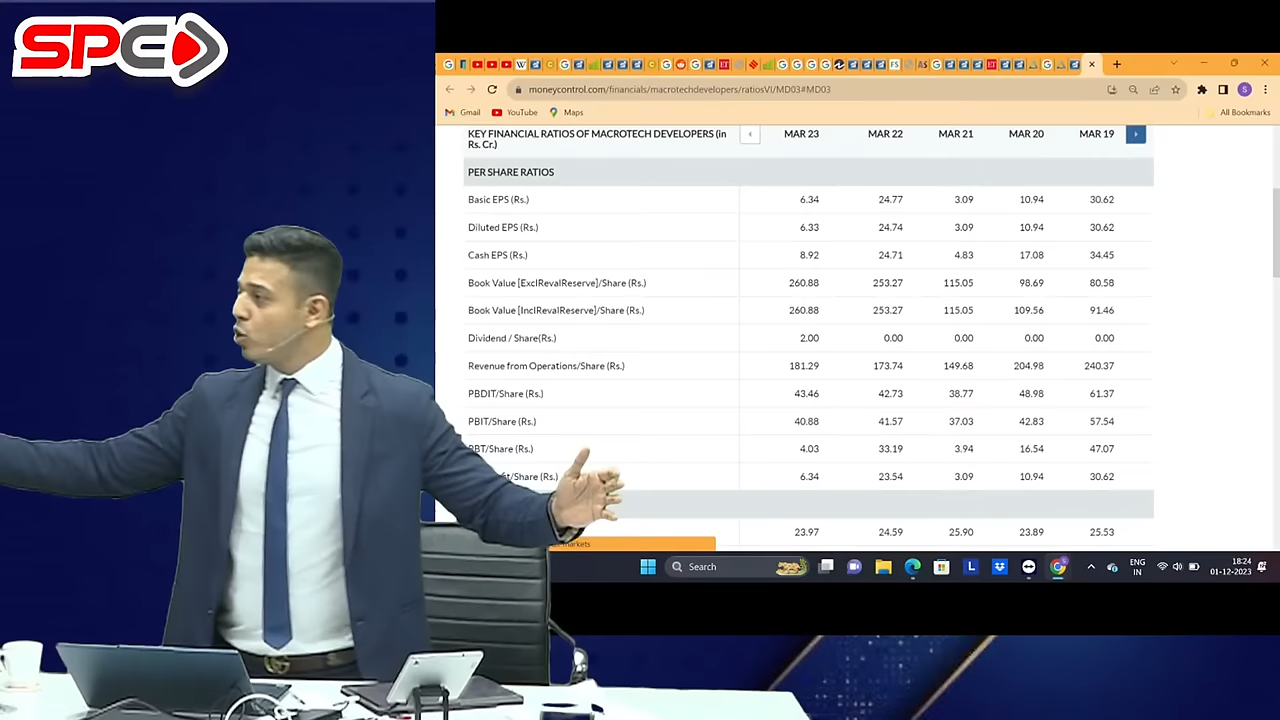 SPED
moneycontrol.com/financials/macrotechdevelopers/ratiosVI/MD03#MD03
Gmail YouTube Maps All Bookmarks
KEY FINANCIAL RATIOS OF MACROTECH DEVELOPERS (in Rs. Cr.) MAR 23 MAR 22 MAR 21 MAR 20 MAR 19
PER SHARE RATIOS
Basic EPS (Rs.) 6.34 24.77 3.09 10.94 30.62
Diluted EPS (Rs.) 6.33 24.74 3.09 10.94 30.62
Cash EPS (Rs.) 8.92 24.71 4.83 17.08 34.45
Book Value [ExclRevalReserve]/Share (Rs.) 260.88 253.27 115.05 98.69 80.58
Book Value [InclRevalReserve]/Share (Rs.) 260.88 253.27 115.05 109.56 91.46
Dividend / Share(Rs.) 2.00 0.00 0.00 0.00 0.00
Revenue from Operations/Share (Rs.) 181.29 173.74 149.68 204.98 240.37
PBDIT/Share (Rs.) 43.46 42.73 38.77 48.98 61.37
PBIT/Share (Rs.) 40.88 41.57 37.03 42.83 57.54
PBT/Share (Rs.) 4.03 33.19 3.94 16.54 47.07
/Share (Rs.) 6.34 23.54 3.09 10.94 30.62
23.97 24.59 25.90 23.89 25.53
markets
Search
ENG
IN
18:24
01-12-2023